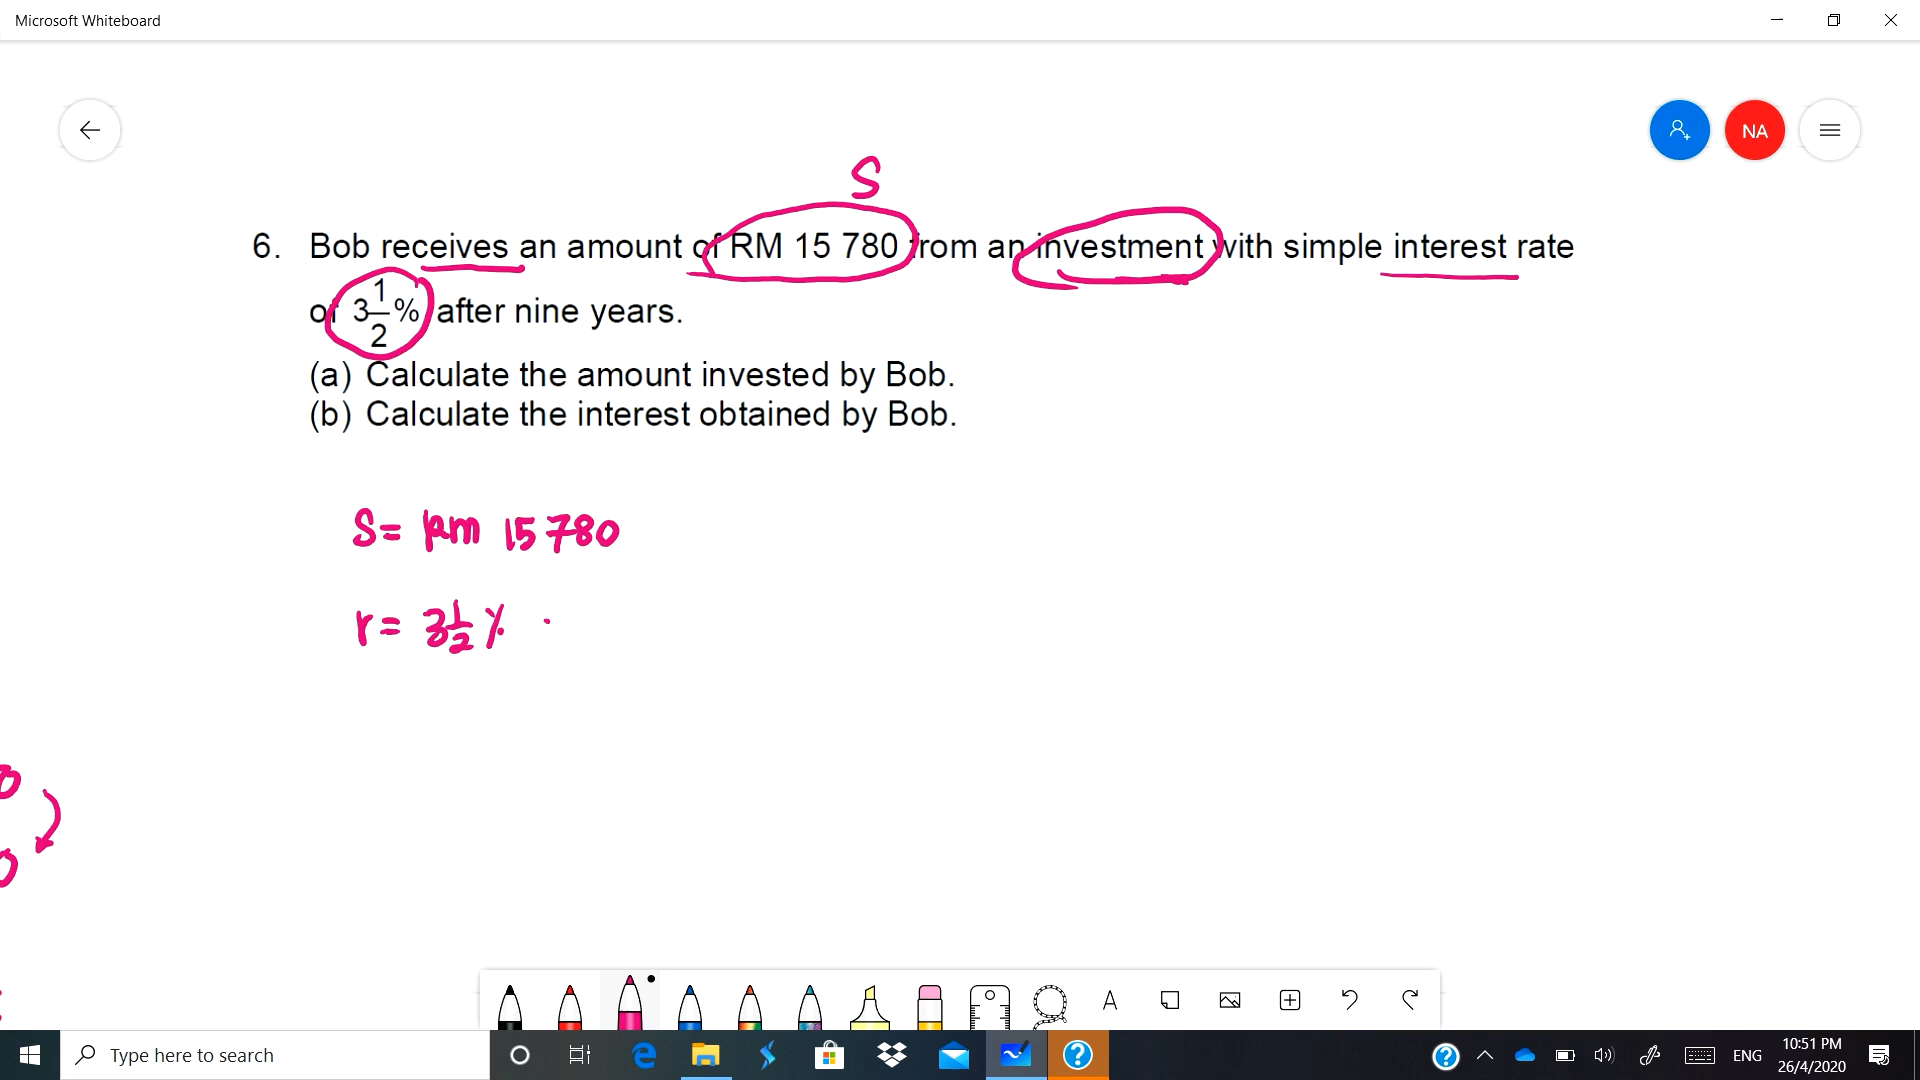 Microsoft Whiteboard
NA
S
6. Bob receives an amount of RM 15 780 from an investment with simple interest rate
of 3 1/2 % after nine years.
(a) Calculate the amount invested by Bob.
(b) Calculate the interest obtained by Bob.
S = RM 15 780
r = 3 1/2 %
A
Type here to search
ENG
10:51 PM
26/4/2020